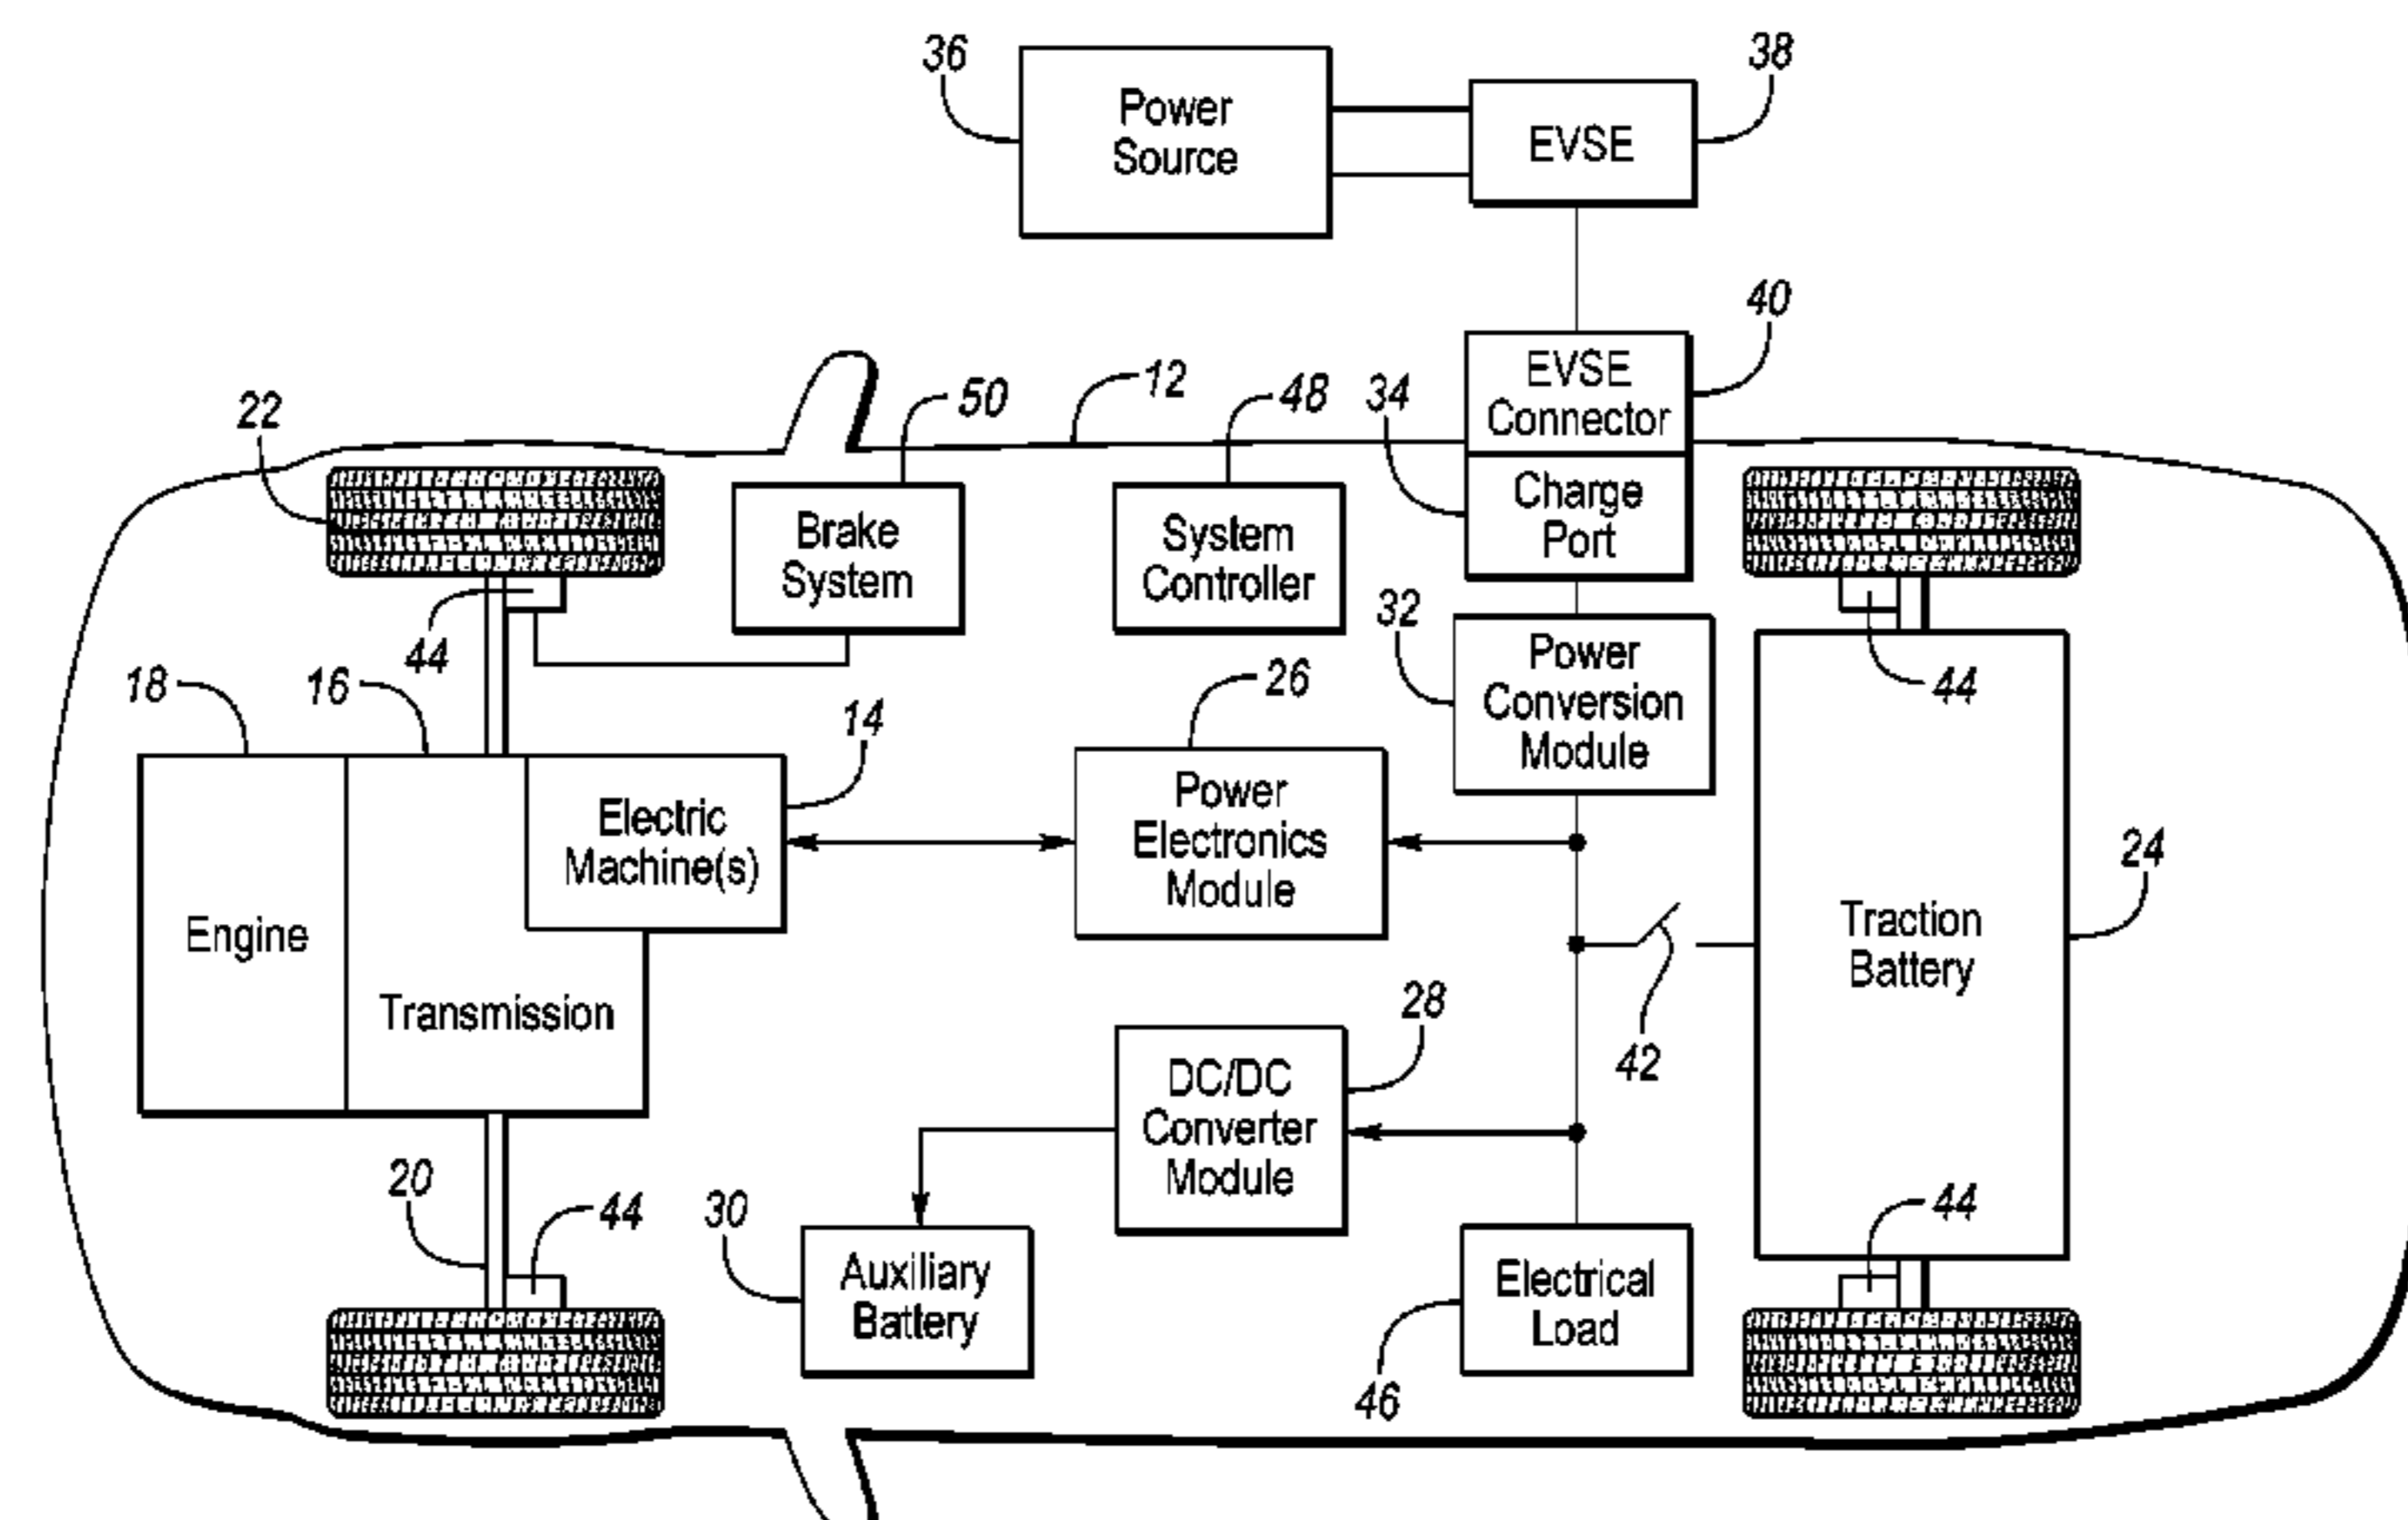 36
Power
Source
EVSE
38
40
EVSE
Connector
34
Charge
Port
12
48
50
22
Brake
System
System
Controller
44
32
Power
Conversion
Module
44
18
16
14
26
Electric
Machine(s)
Power
Electronics
Module
Engine
Transmission
Traction
Battery
24
42
28
DC/DC
Converter
Module
20
44
30
Auxiliary
Battery
Electrical
Load
46
44